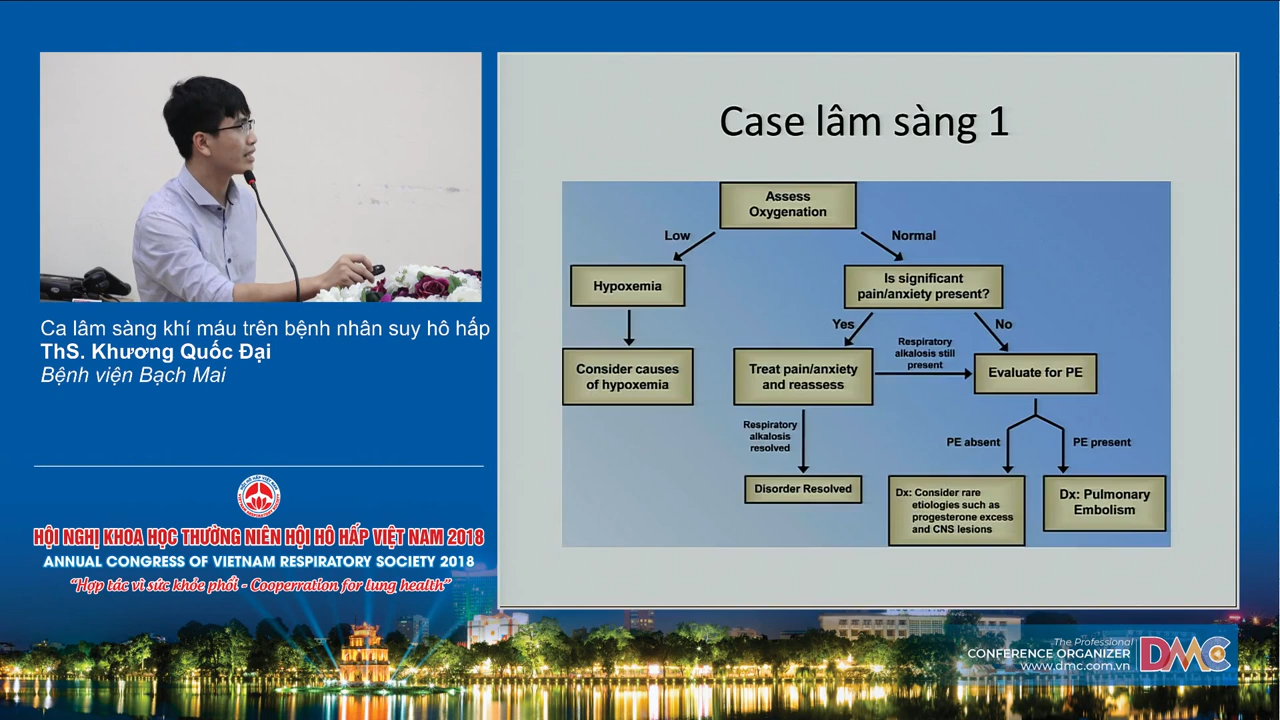 Case lâm sàng 1
Assess
Oxygenation
Low
Normal
Hypoxemia
Is significant
pain/anxiety present?
Yes
No
Respiratory
alkalosis still
present
Consider causes
of hypoxemia
Treat pain/anxiety
and reassess
Evaluate for PE
Respiratory
alkalosis
resolved
PE absent
PE present
Disorder Resolved
Dx: Consider rare
etiologies such as
progesterone excess
and CNS lesions
Dx: Pulmonary
Embolism
Ca lâm sàng khí máu trên bệnh nhân suy hô hấp
ThS. Khương Quốc Đại
Bệnh viện Bạch Mai
HỘI NGHỊ KHOA HỌC THƯỜNG NIÊN HỘI HÔ HẤP VIỆT NAM 2018
ANNUAL CONGRESS OF VIETNAM RESPIRATORY SOCIETY 2018
“Hợp tác vì sức khỏe phổi - Cooperration for lung health”
The Professional
CONFERENCE ORGANIZER
www.dmc.com.vn
DMC